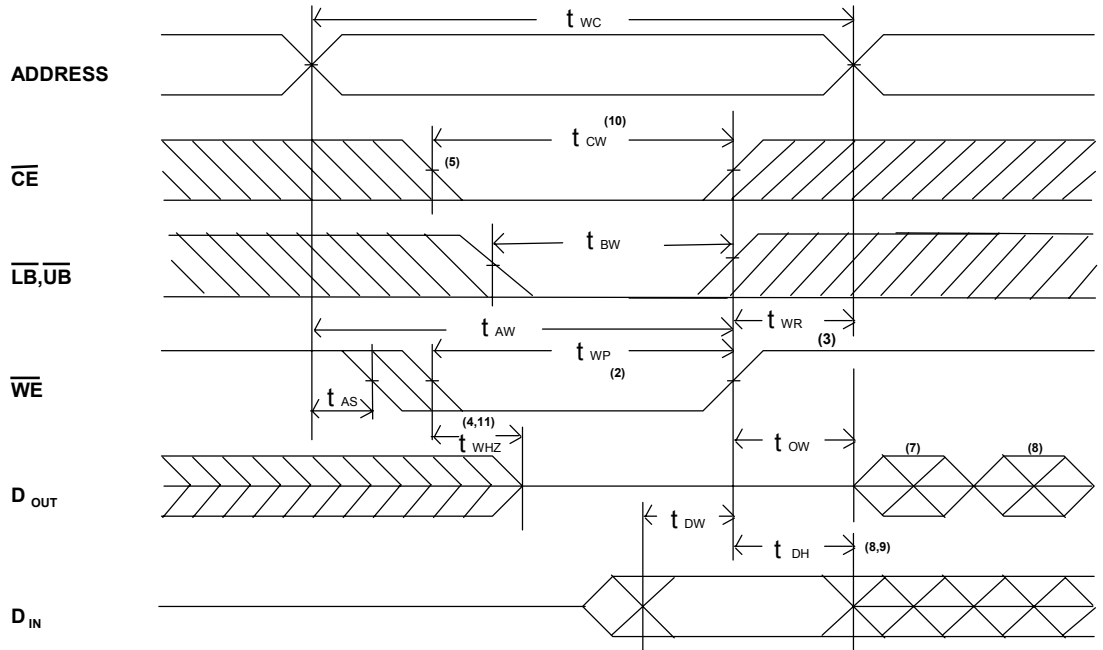 t WC
ADDRESS
t CW (10)
CE (5)
t BW
LB,UB
t AW
t WR (3)
t WP (2)
WE
t AS
t WHZ (4,11)
t OW
D OUT
(7) (8)
t DW
t DH (8,9)
D IN